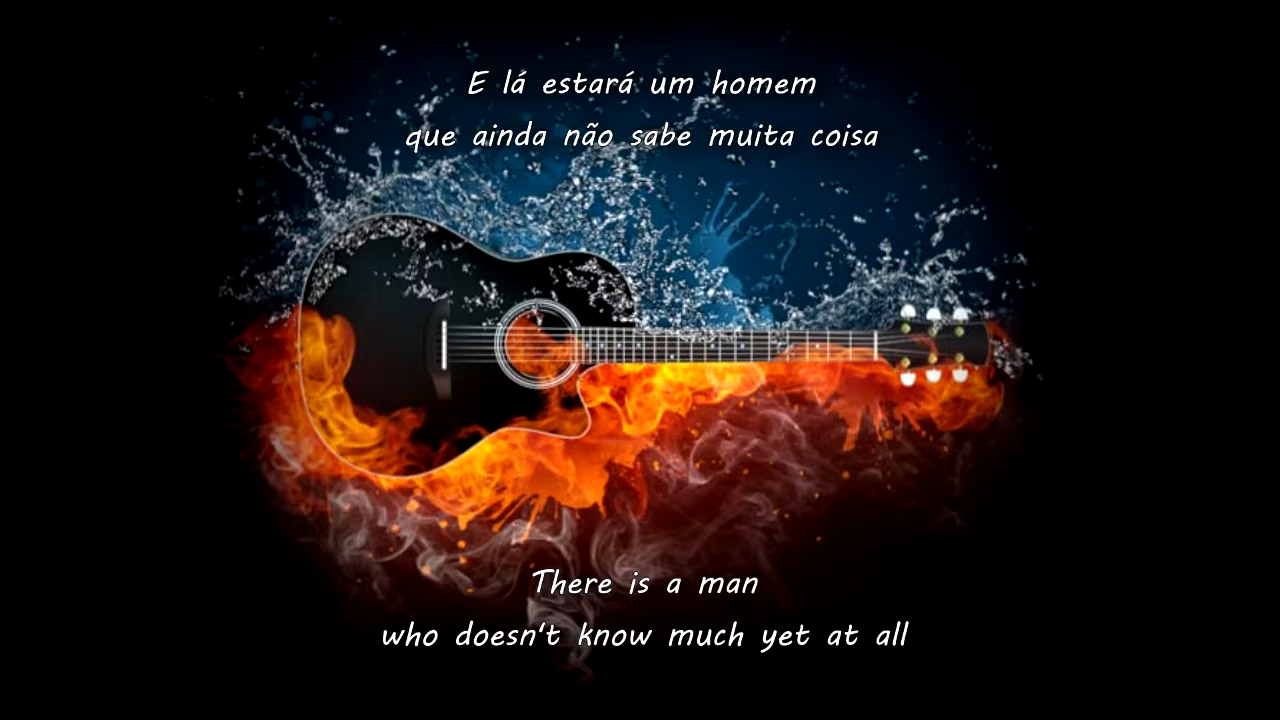 E lá estará um homem
que ainda não sabe muita coisa
There is a man
who doesn't know much yet at all